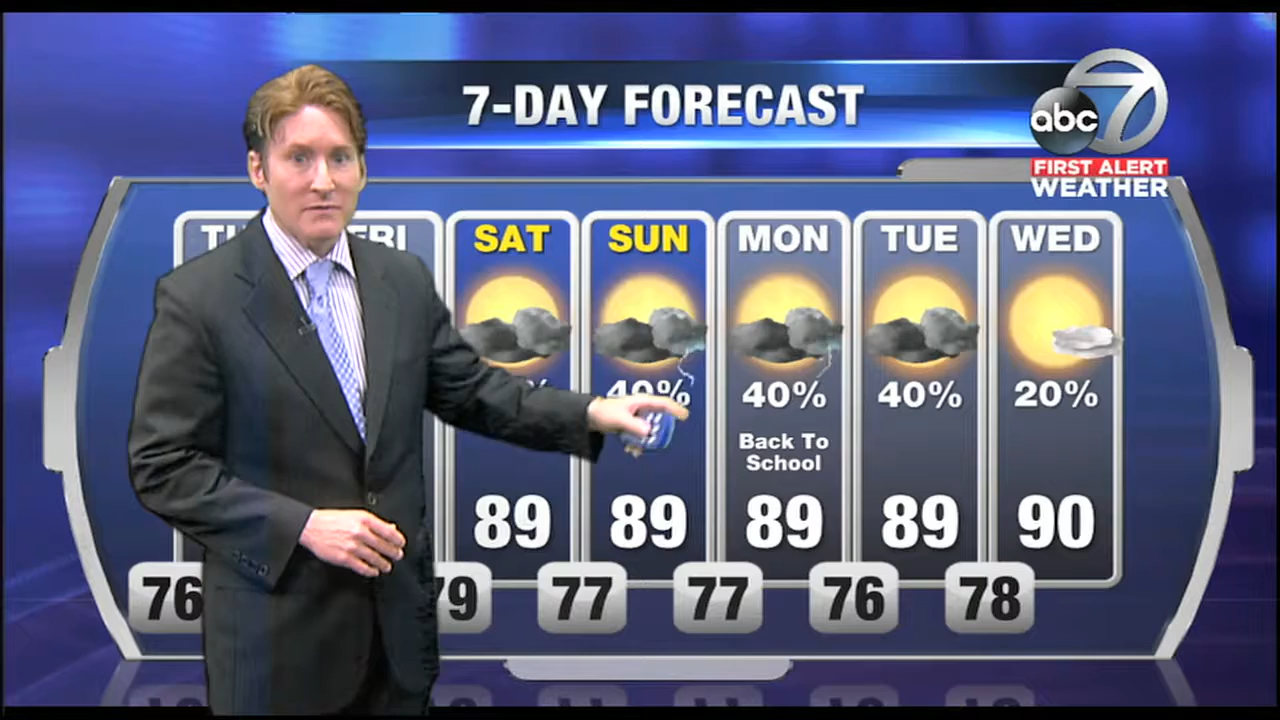 7-DAY FORECAST
abc 7
FIRST ALERT
WEATHER
SAT SUN MON TUE WED
40% 40% 40% 20%
Back To
School
89 89 89 89 90
76 77 77 76 78